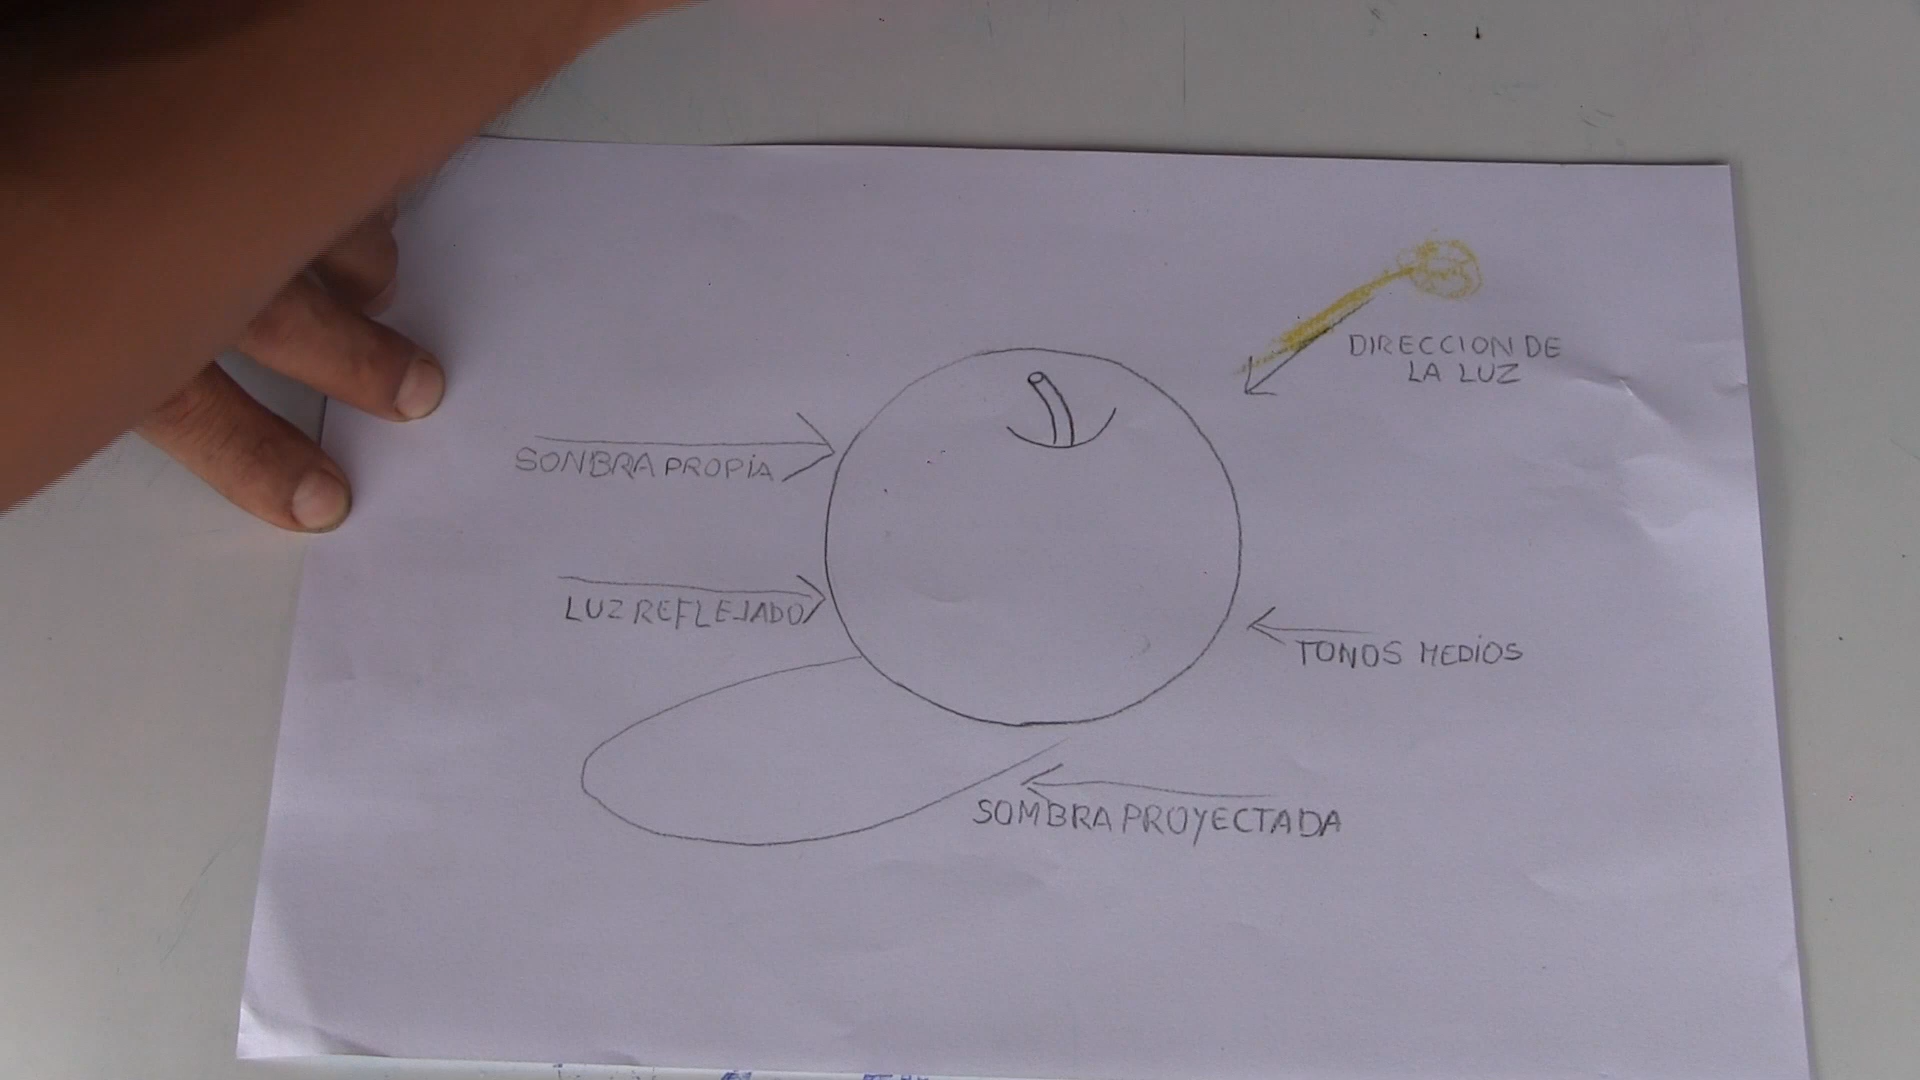 DIRECCION DE
LA LUZ
SONBRA PROPIA
LUZ REFLEJADO
TONOS MEDIOS
SOMBRA PROYECTADA